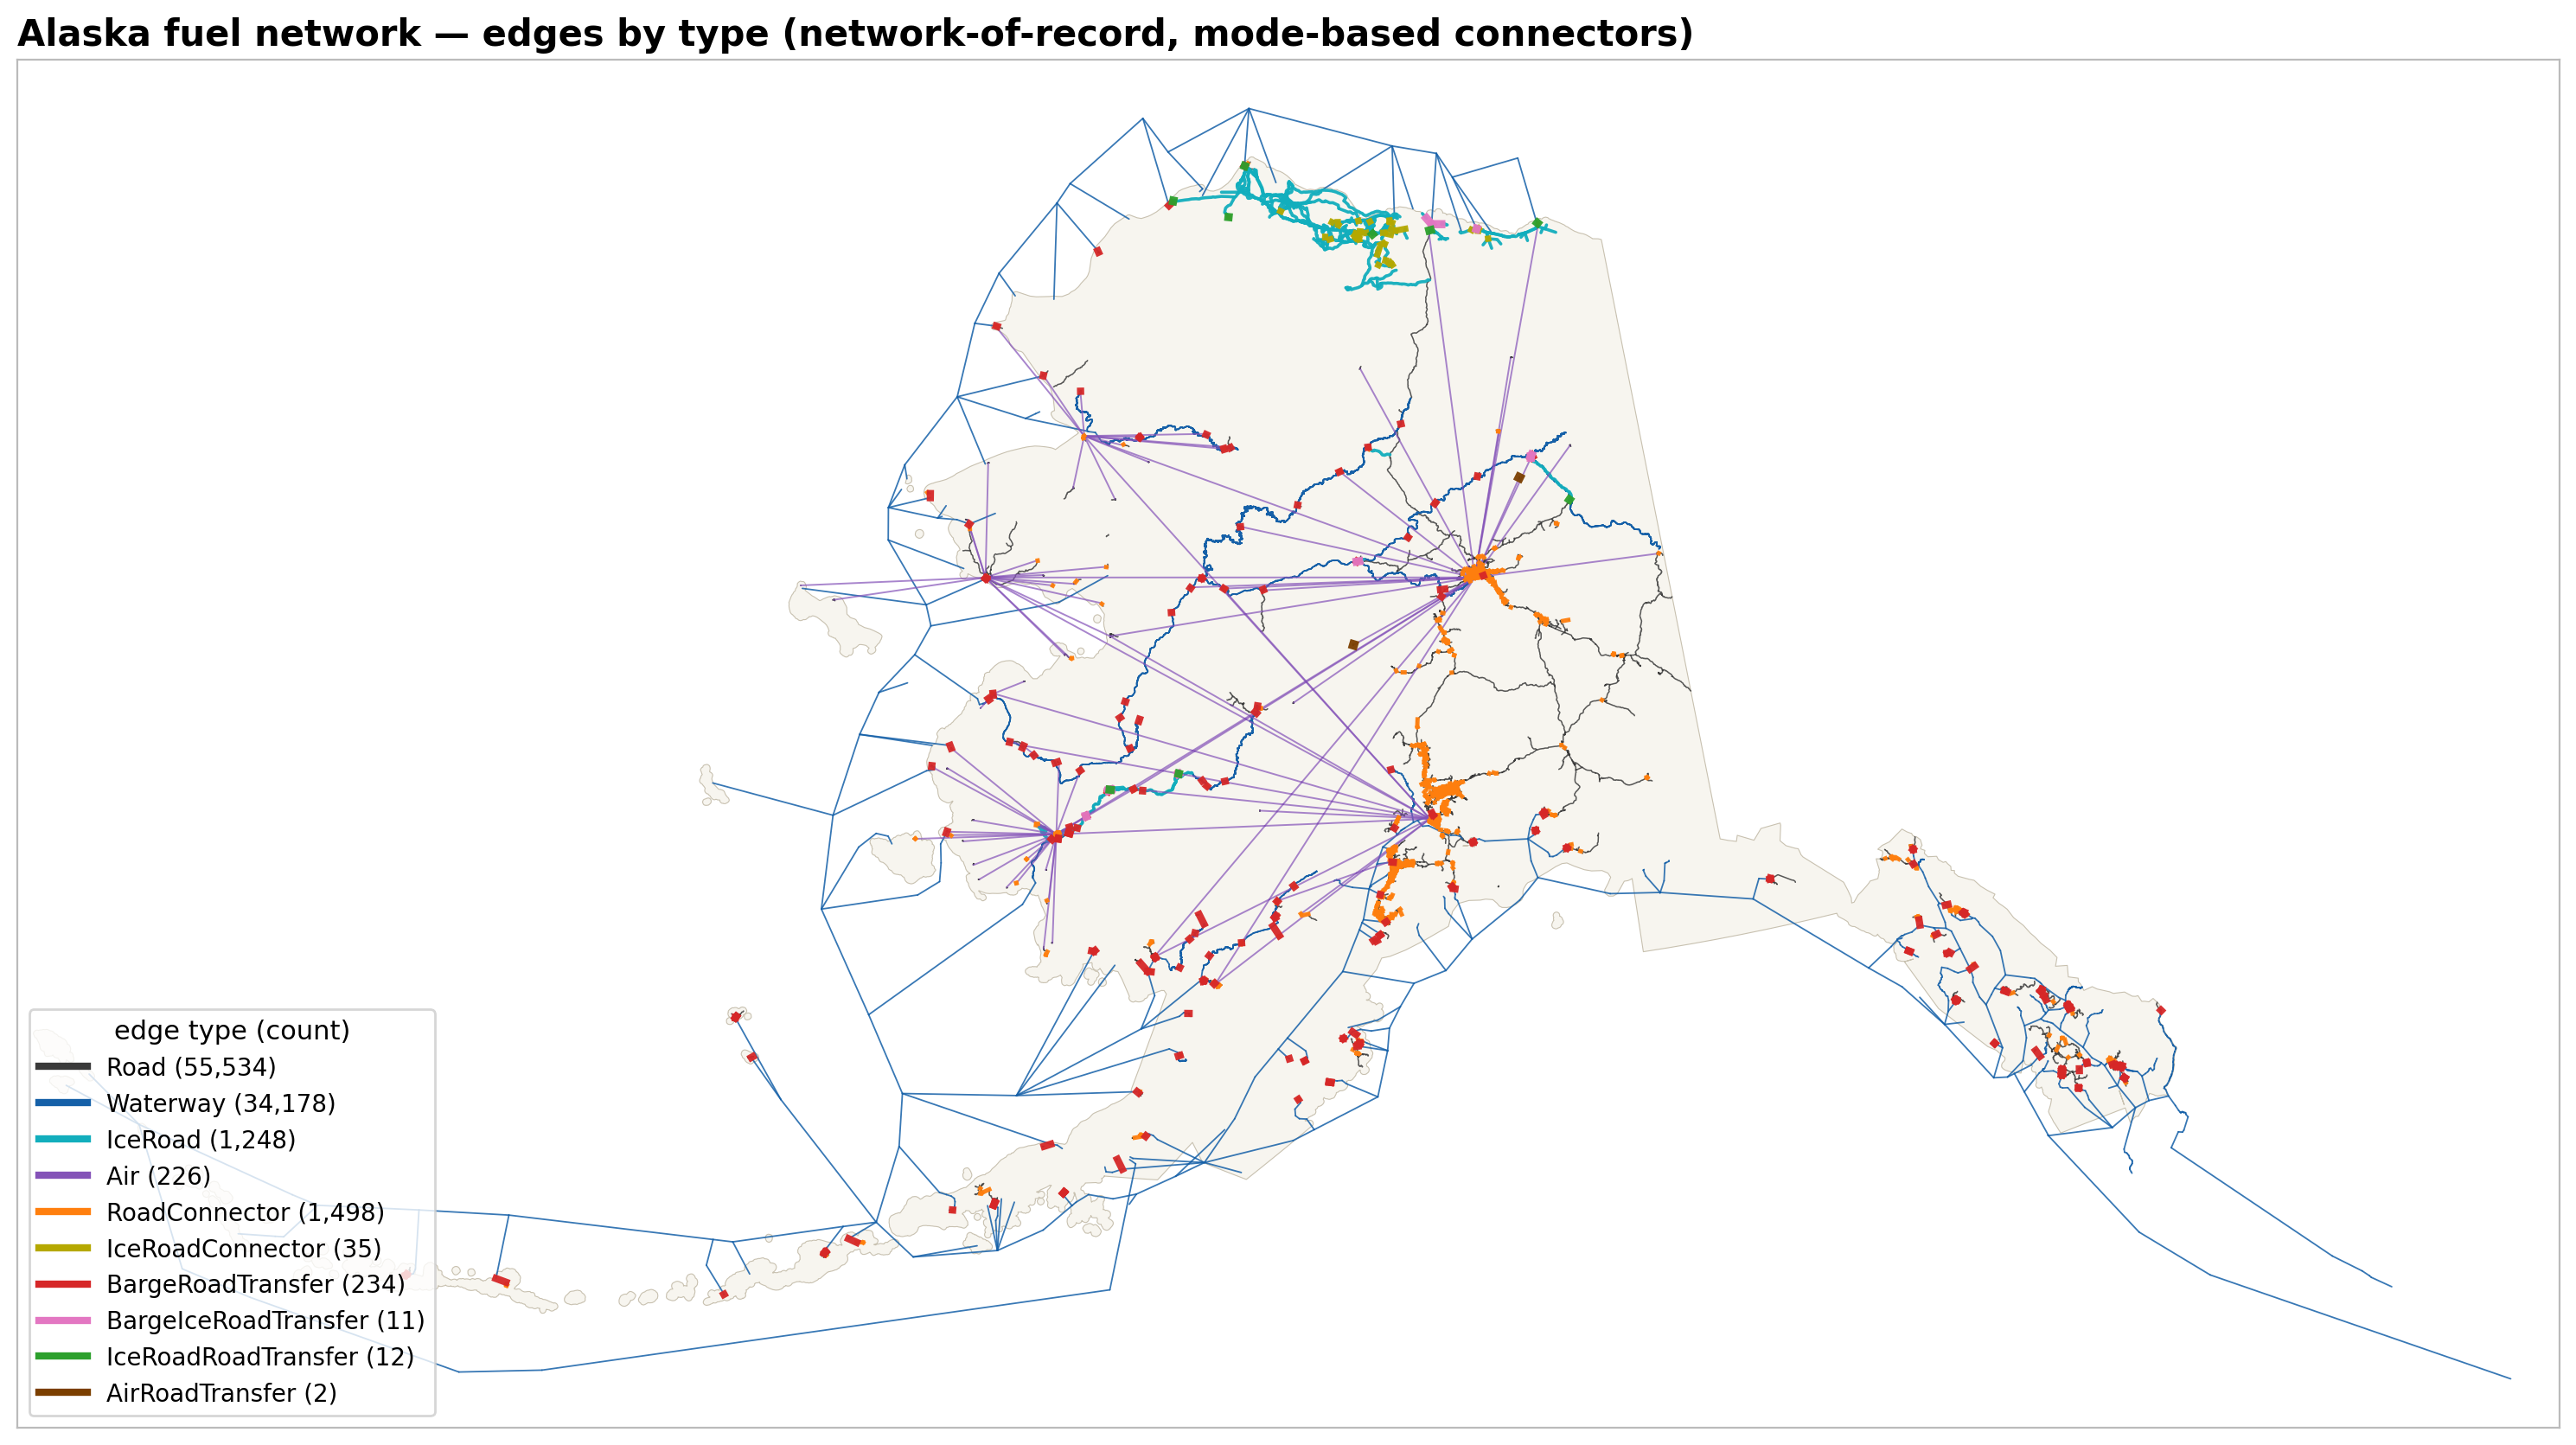 Alaska fuel network — edges by type (network-of-record, mode-based connectors)
edge type (count)
Road (55,534)
Waterway (34,178)
IceRoad (1,248)
Air (226)
RoadConnector (1,498)
IceRoadConnector (35)
BargeRoadTransfer (234)
BargeIceRoadTransfer (11)
IceRoadRoadTransfer (12)
AirRoadTransfer (2)